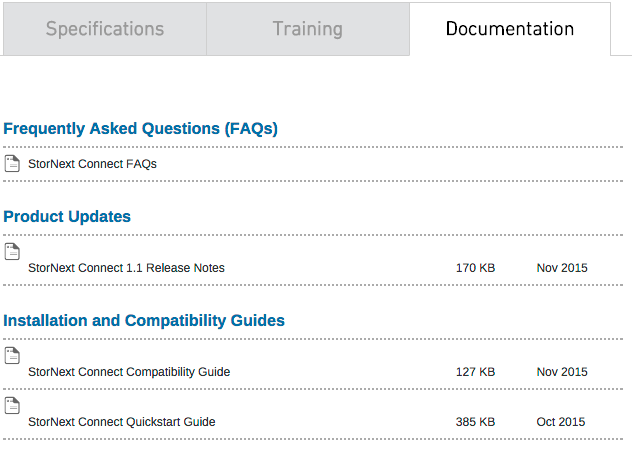 Specifications Training Documentation
Frequently Asked Questions (FAQs)
StorNext Connect FAQs
Product Updates
StorNext Connect 1.1 Release Notes 170 KB Nov 2015
Installation and Compatibility Guides
StorNext Connect Compatibility Guide 127 KB Nov 2015
StorNext Connect Quickstart Guide 385 KB Oct 2015